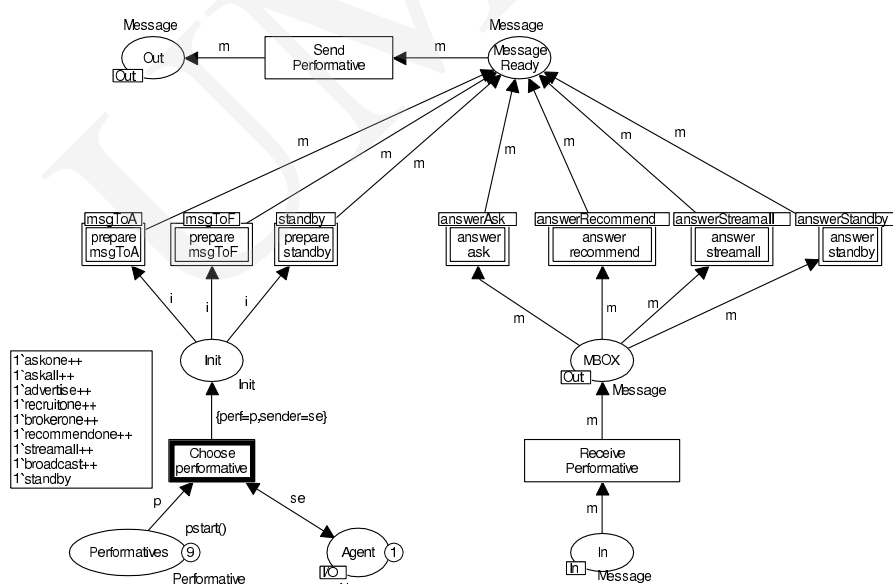 Message
Message
Out
Out
m
Send
Performative
m
Message
Ready
m
m
m
m
m
m
m
msgToA
prepare
msgToA
msgToF
prepare
msgToF
standby
prepare
standby
answerAsk
answer
ask
answerRecommend
answer
recommend
answerStreamall
answer
streamall
answerStandby
answer
standby
i
i
i
m
m
m
m
Init
Init
MBOX
Out
Message
1`askone++
1`askall++
1`advertise++
1`recruitone++
1`brokerone++
1`recommendone++
1`streamall++
1`broadcast++
1`standby
{perf=p,sender=se}
m
Choose
performative
Receive
Performative
p
se
m
pstart()
Performatives
9
Performative
Agent
1
I/O
In
In
Message